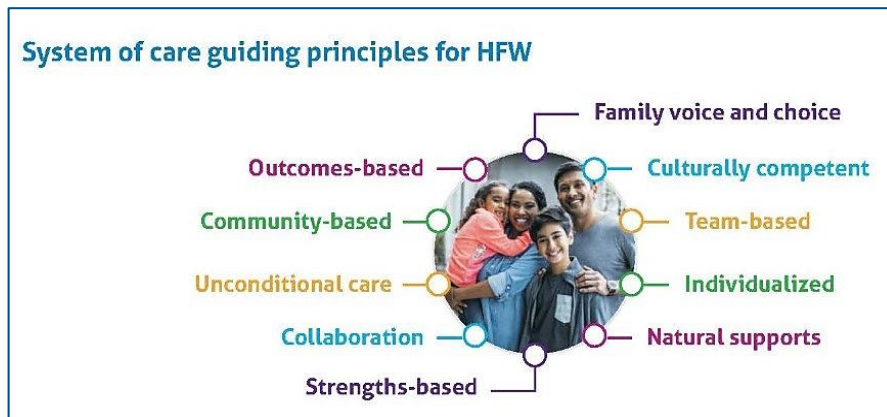 System of care guiding principles for HFW
Family voice and choice
Outcomes-based
Culturally competent
Community-based
Team-based
Unconditional care
Individualized
Collaboration
Natural supports
Strengths-based